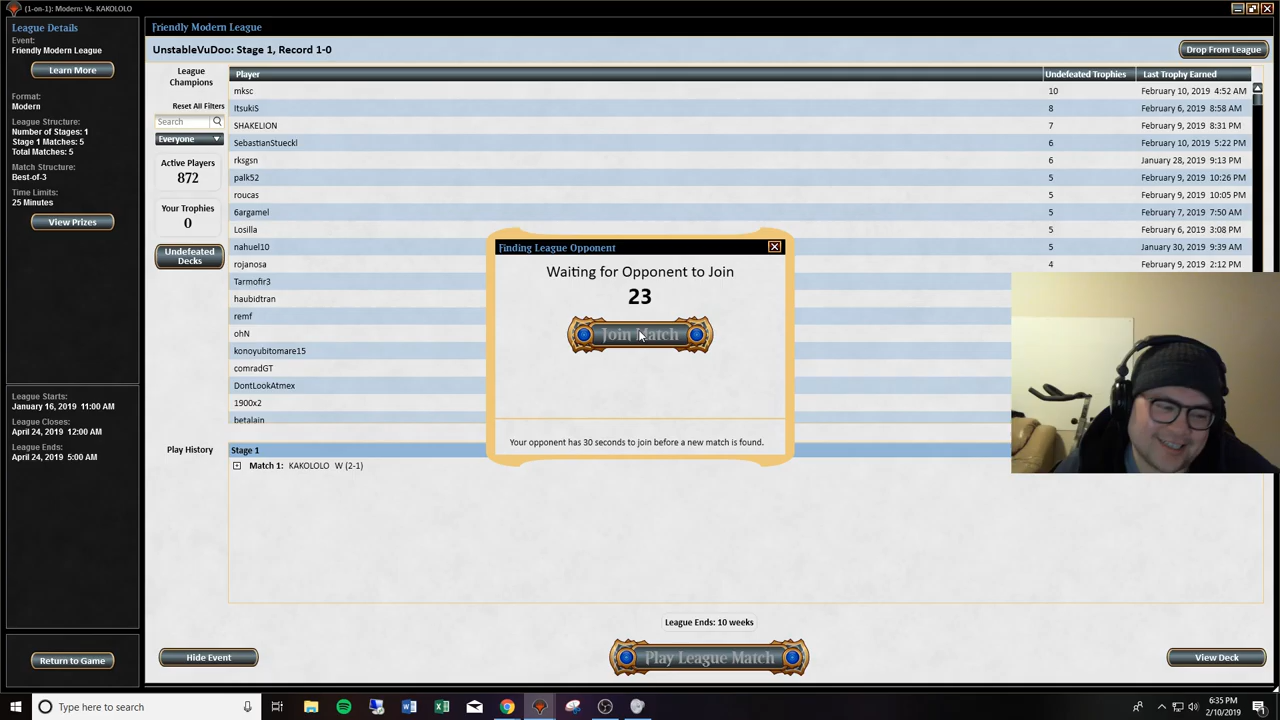 (1-on-1): Modern: Vs. KAKOLOLO
League Details
Event:
Friendly Modern League
Learn More
Format:
Modern
League Structure:
Number of Stages: 1
Stage 1 Matches: 5
Total Matches: 5
Match Structure:
Best-of-3
Time Limits:
25 Minutes
View Prizes
League Starts:
January 16, 2019 11:00 AM
League Closes:
April 24, 2019 12:00 AM
League Ends:
April 24, 2019 5:00 AM
Return to Game
Friendly Modern League
UnstableVuDoo: Stage 1, Record 1-0
Drop From League
League
Champions
Reset All Filters
Search
Everyone
Active Players
872
Your Trophies
0
Undefeated
Decks
Player Undefeated Trophies Last Trophy Earned
mksc 10 February 10, 2019 4:52 AM
ItsukiS 8 February 6, 2019 8:58 AM
SHAKELION 7 February 9, 2019 8:31 PM
SebastianStueckl 6 February 10, 2019 5:22 PM
rksgsn 6 January 28, 2019 9:13 PM
palk52 5 February 9, 2019 10:26 PM
roucas 5 February 9, 2019 10:05 PM
6argamel 5 February 7, 2019 7:50 AM
Losilla 5 February 6, 2019 3:08 PM
nahuel10 5 January 30, 2019 9:39 AM
rojanosa 4 February 9, 2019 2:12 PM
Tarmofir3
haubidtran
remf
ohN
konoyubitomare15
comradGT
DontLookAtmex
1900x2
betalain
Finding League Opponent
Waiting for Opponent to Join
23
Join Match
Your opponent has 30 seconds to join before a new match is found.
Play History
Stage 1
Match 1: KAKOLOLO W (2-1)
League Ends: 10 weeks
Hide Event
Play League Match
View Deck
Type here to search
6:35 PM
2/10/2019
1